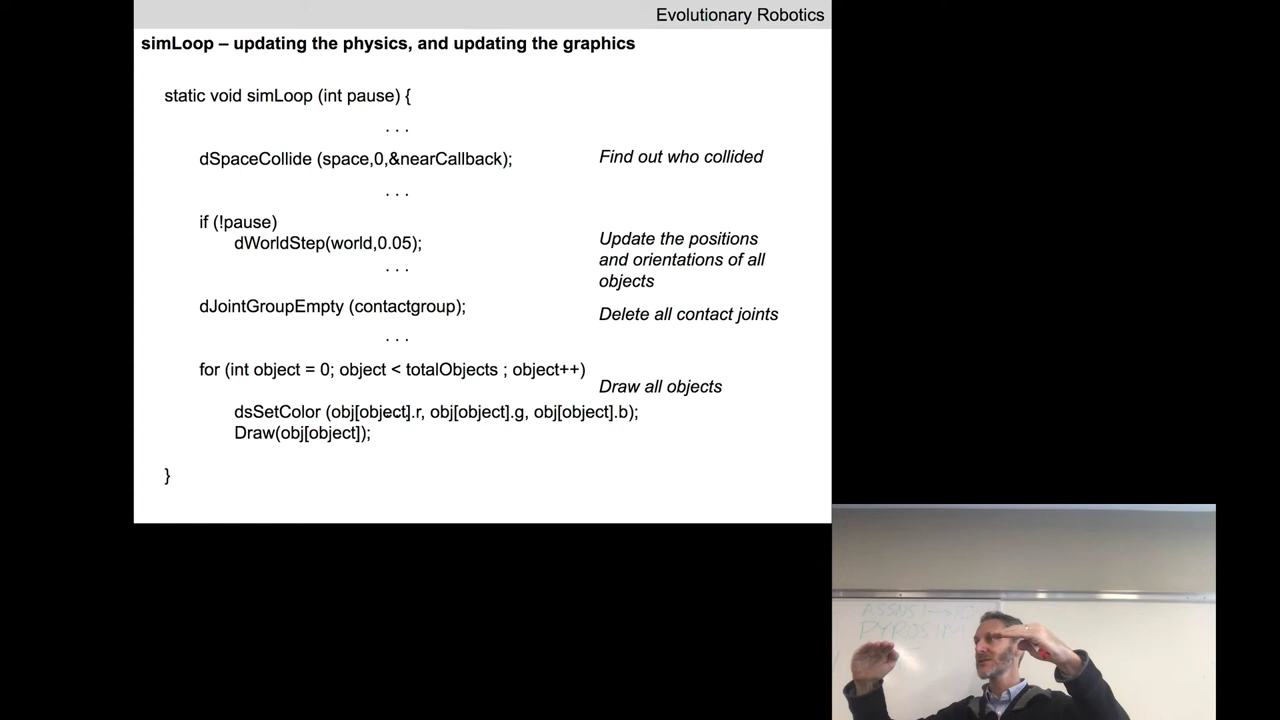 Evolutionary Robotics
simLoop – updating the physics, and updating the graphics
static void simLoop (int pause) {
. . .
dSpaceCollide (space,0,&nearCallback);
Find out who collided
. . .
if (!pause)
dWorldStep(world,0.05);
. . .
Update the positions
and orientations of all
objects
dJointGroupEmpty (contactgroup);
Delete all contact joints
. . .
for (int object = 0; object < totalObjects ; object++)
Draw all objects
dsSetColor (obj[object].r, obj[object].g, obj[object].b);
Draw(obj[object]);
}
PYROSIM